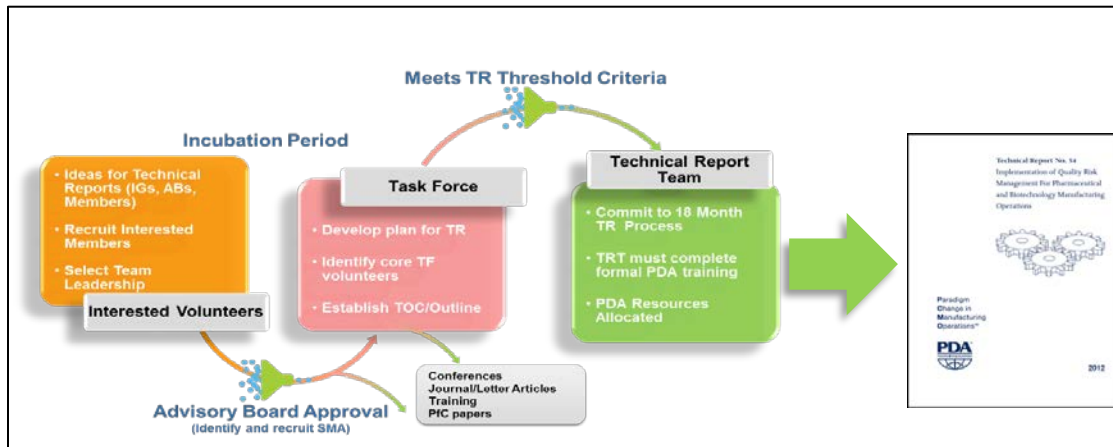 Meets TR Threshold Criteria
Incubation Period
• Ideas for Technical
Reports (IGs, ABs,
Members)
• Recruit Interested
Members
• Select Team
Leadership
Interested Volunteers
Task Force
• Develop plan for TR
• Identify core TF
volunteers
• Establish TOC/Outline
Technical Report
Team
• Commit to 18 Month
TR Process
• TRT must complete
formal PDA training
• PDA Resources
Allocated
Advisory Board Approval
(Identify and recruit SMA)
Conferences
Journal/Letter Articles
Training
PfC papers
Technical Report No. 54
Implementation of Quality Risk
Management For Pharmaceutical
and Biotechnology Manufacturing
Operations
Paradigm
Change in
Manufacturing
Operations
PDA
2012